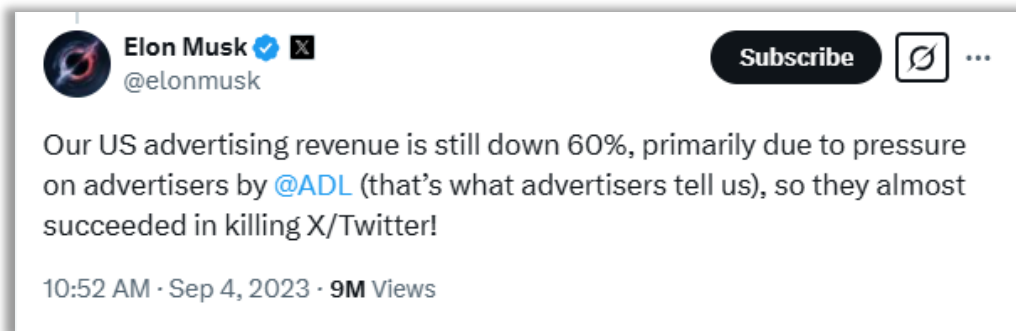 Elon Musk
@elonmusk
Subscribe
Our US advertising revenue is still down 60%, primarily due to pressure
on advertisers by @ADL (that’s what advertisers tell us), so they almost
succeeded in killing X/Twitter!
10:52 AM · Sep 4, 2023 · 9M Views